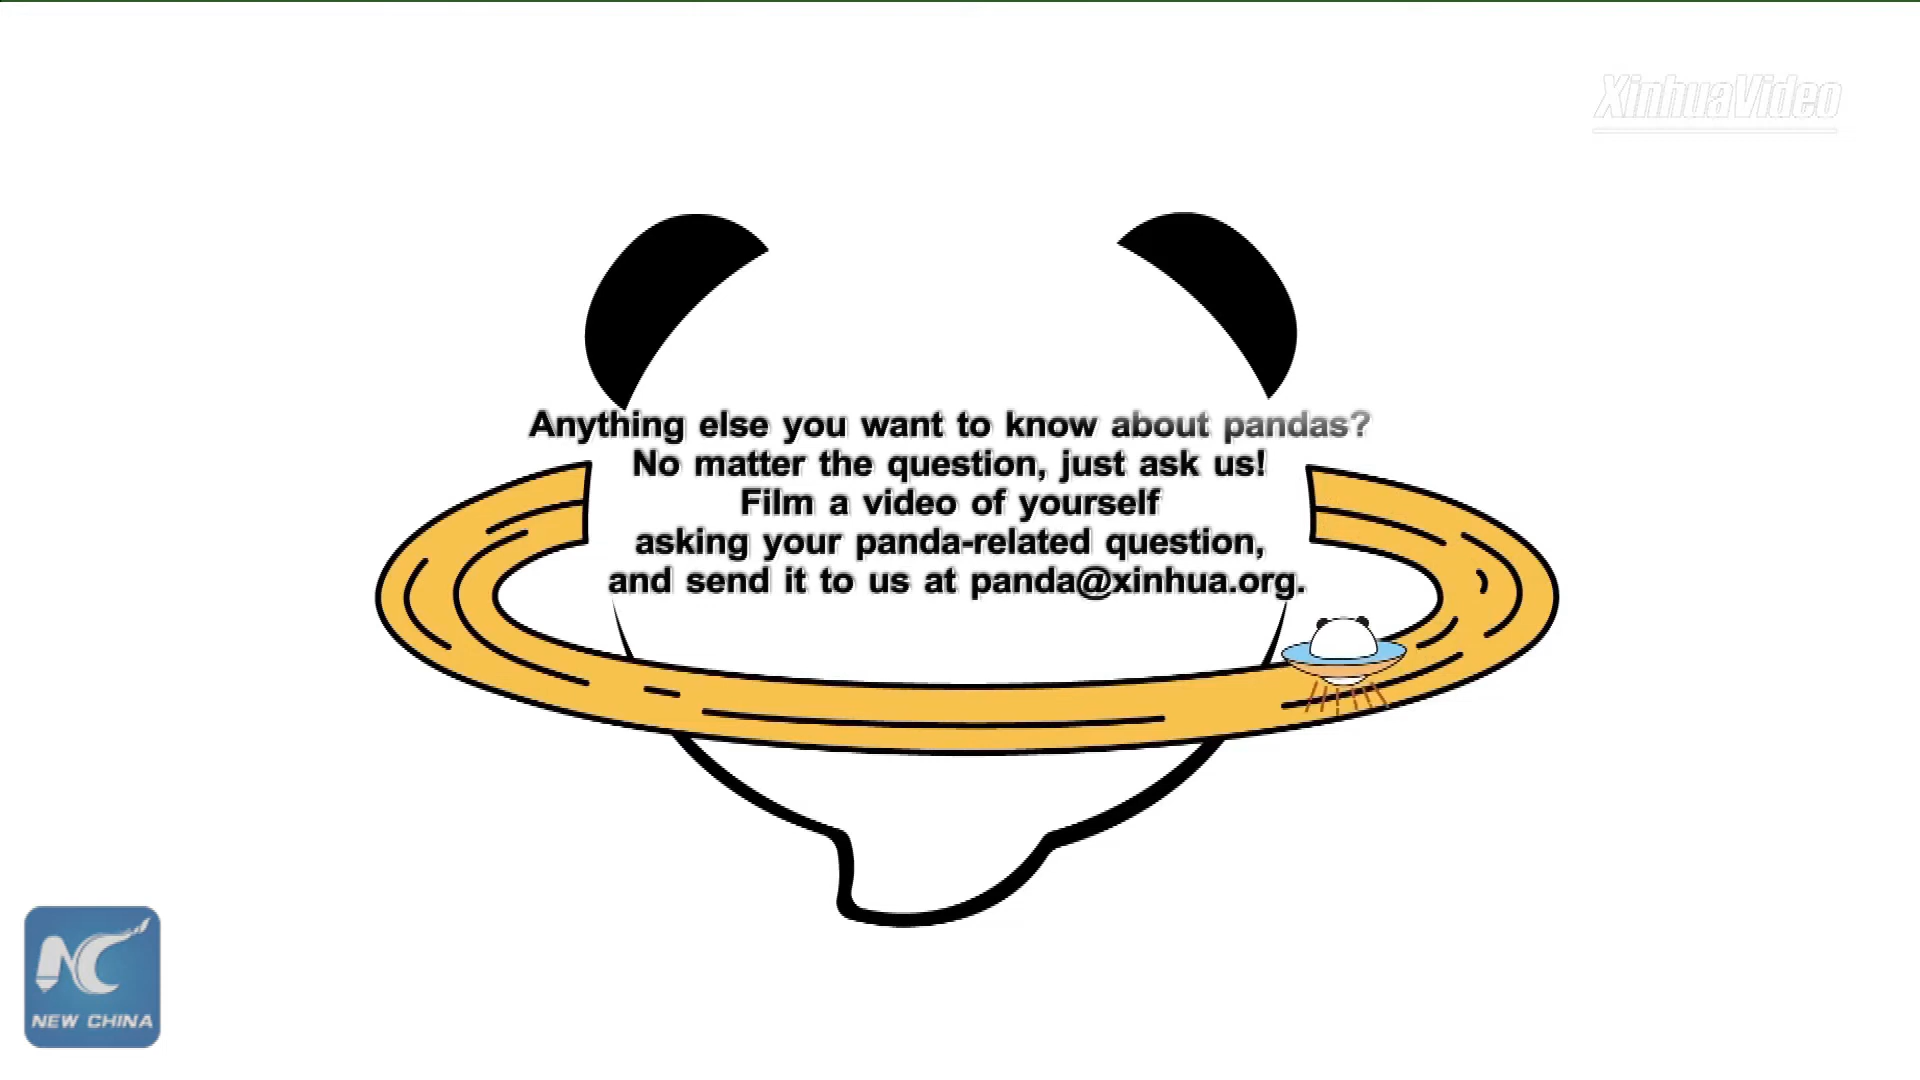 XinhuaVideo
Anything else you want to know about pandas?
No matter the question, just ask us!
Film a video of yourself
asking your panda-related question,
and send it to us at panda@xinhua.org.
NC
NEW CHINA